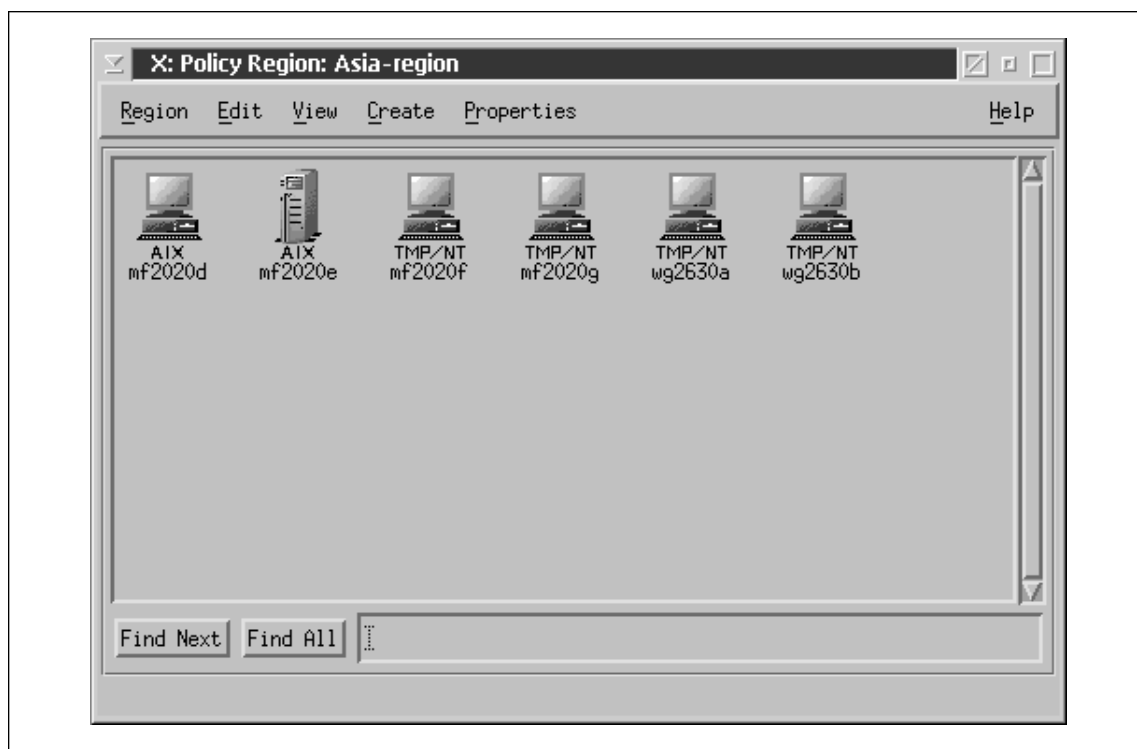 X: Policy Region: Asia-region
Region Edit View Create Properties Help
AIX AIX TMP/NT TMP/NT TMP/NT TMP/NT
mf2020d mf2020e mf2020f mf2020g wg2630a wg2630b
Find Next Find All